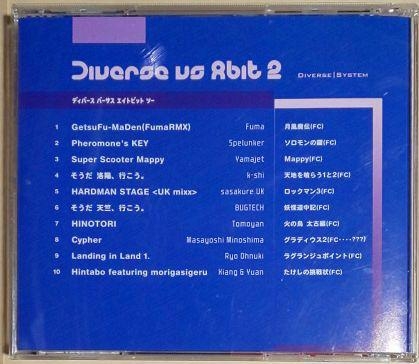 Diverse vs 8bit 2 DIVERSE|SYSTEM
ディバース バーサス エイトビット ツー
1 GetsuFu-MaDen(FumaRMX) Fuma 月風魔伝(FC)
2 Pheromone's KEY Spelunker ソロモンの鍵(FC)
3 Super Scooter Mappy Yamajet Mappy(FC)
4 そうだ 洛陽、行こう。 k-shi 天地を喰らう1と2(FC)
5 HARDMAN STAGE <UK mixx> sasakure.UK ロックマン3(FC)
6 そうだ 天竺、行こう。 BUGTECH 妖怪道中記(FC)
7 HINOTORI Tomoyan 火の鳥 太古編(FC)
8 Cypher Masayoshi Minoshima グラディウス2(FC・・・・???)
9 Landing in Land 1. Ryo Ohnuki ラグランジュポイント(FC)
10 Hintabo featuring morigasigeru Kiang & Yuan たけしの挑戦状(FC)